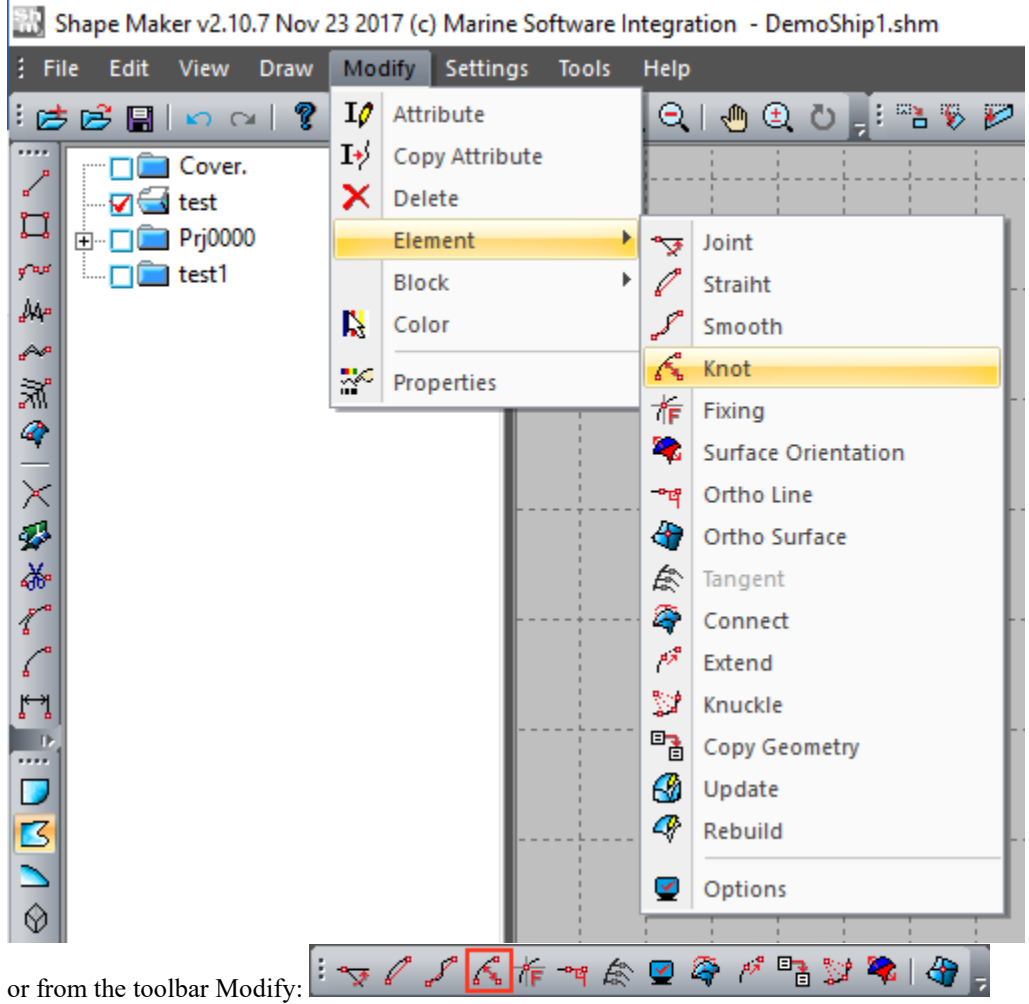 Shape Maker v2.10.7 Nov 23 2017 (c) Marine Software Integration - DemoShip1.shm
File Edit View Draw Modify Settings Tools Help
Attribute
Copy Attribute
Delete
Element
Block
Color
Properties
Cover.
test
Prj0000
test1
Joint
Straiht
Smooth
Knot
Fixing
Surface Orientation
Ortho Line
Ortho Surface
Tangent
Connect
Extend
Knuckle
Copy Geometry
Update
Rebuild
Options
or from the toolbar Modify: